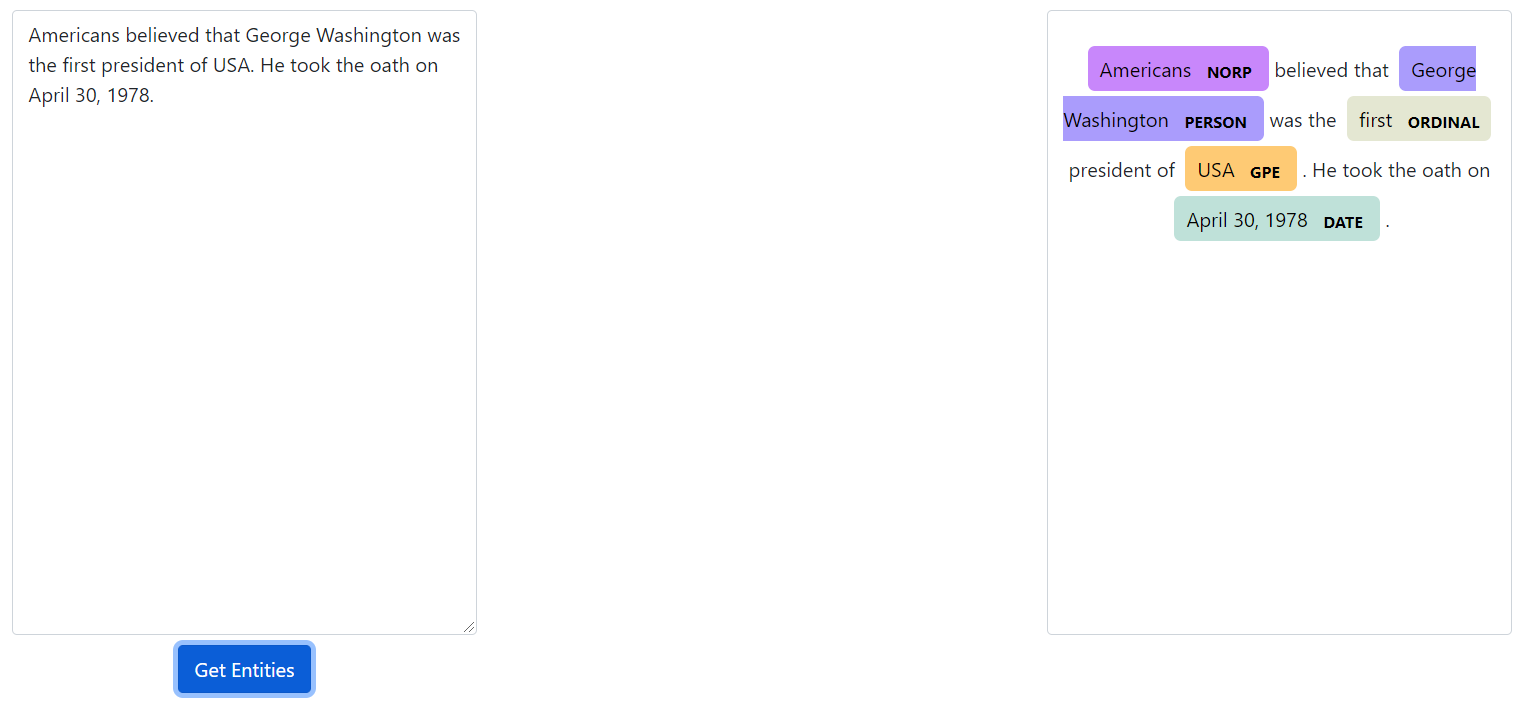 Americans believed that George Washington was
the first president of USA. He took the oath on
April 30, 1978.
Get Entities
Americans NORP believed that George
Washington PERSON was the first ORDINAL
president of USA GPE . He took the oath on
April 30, 1978 DATE .